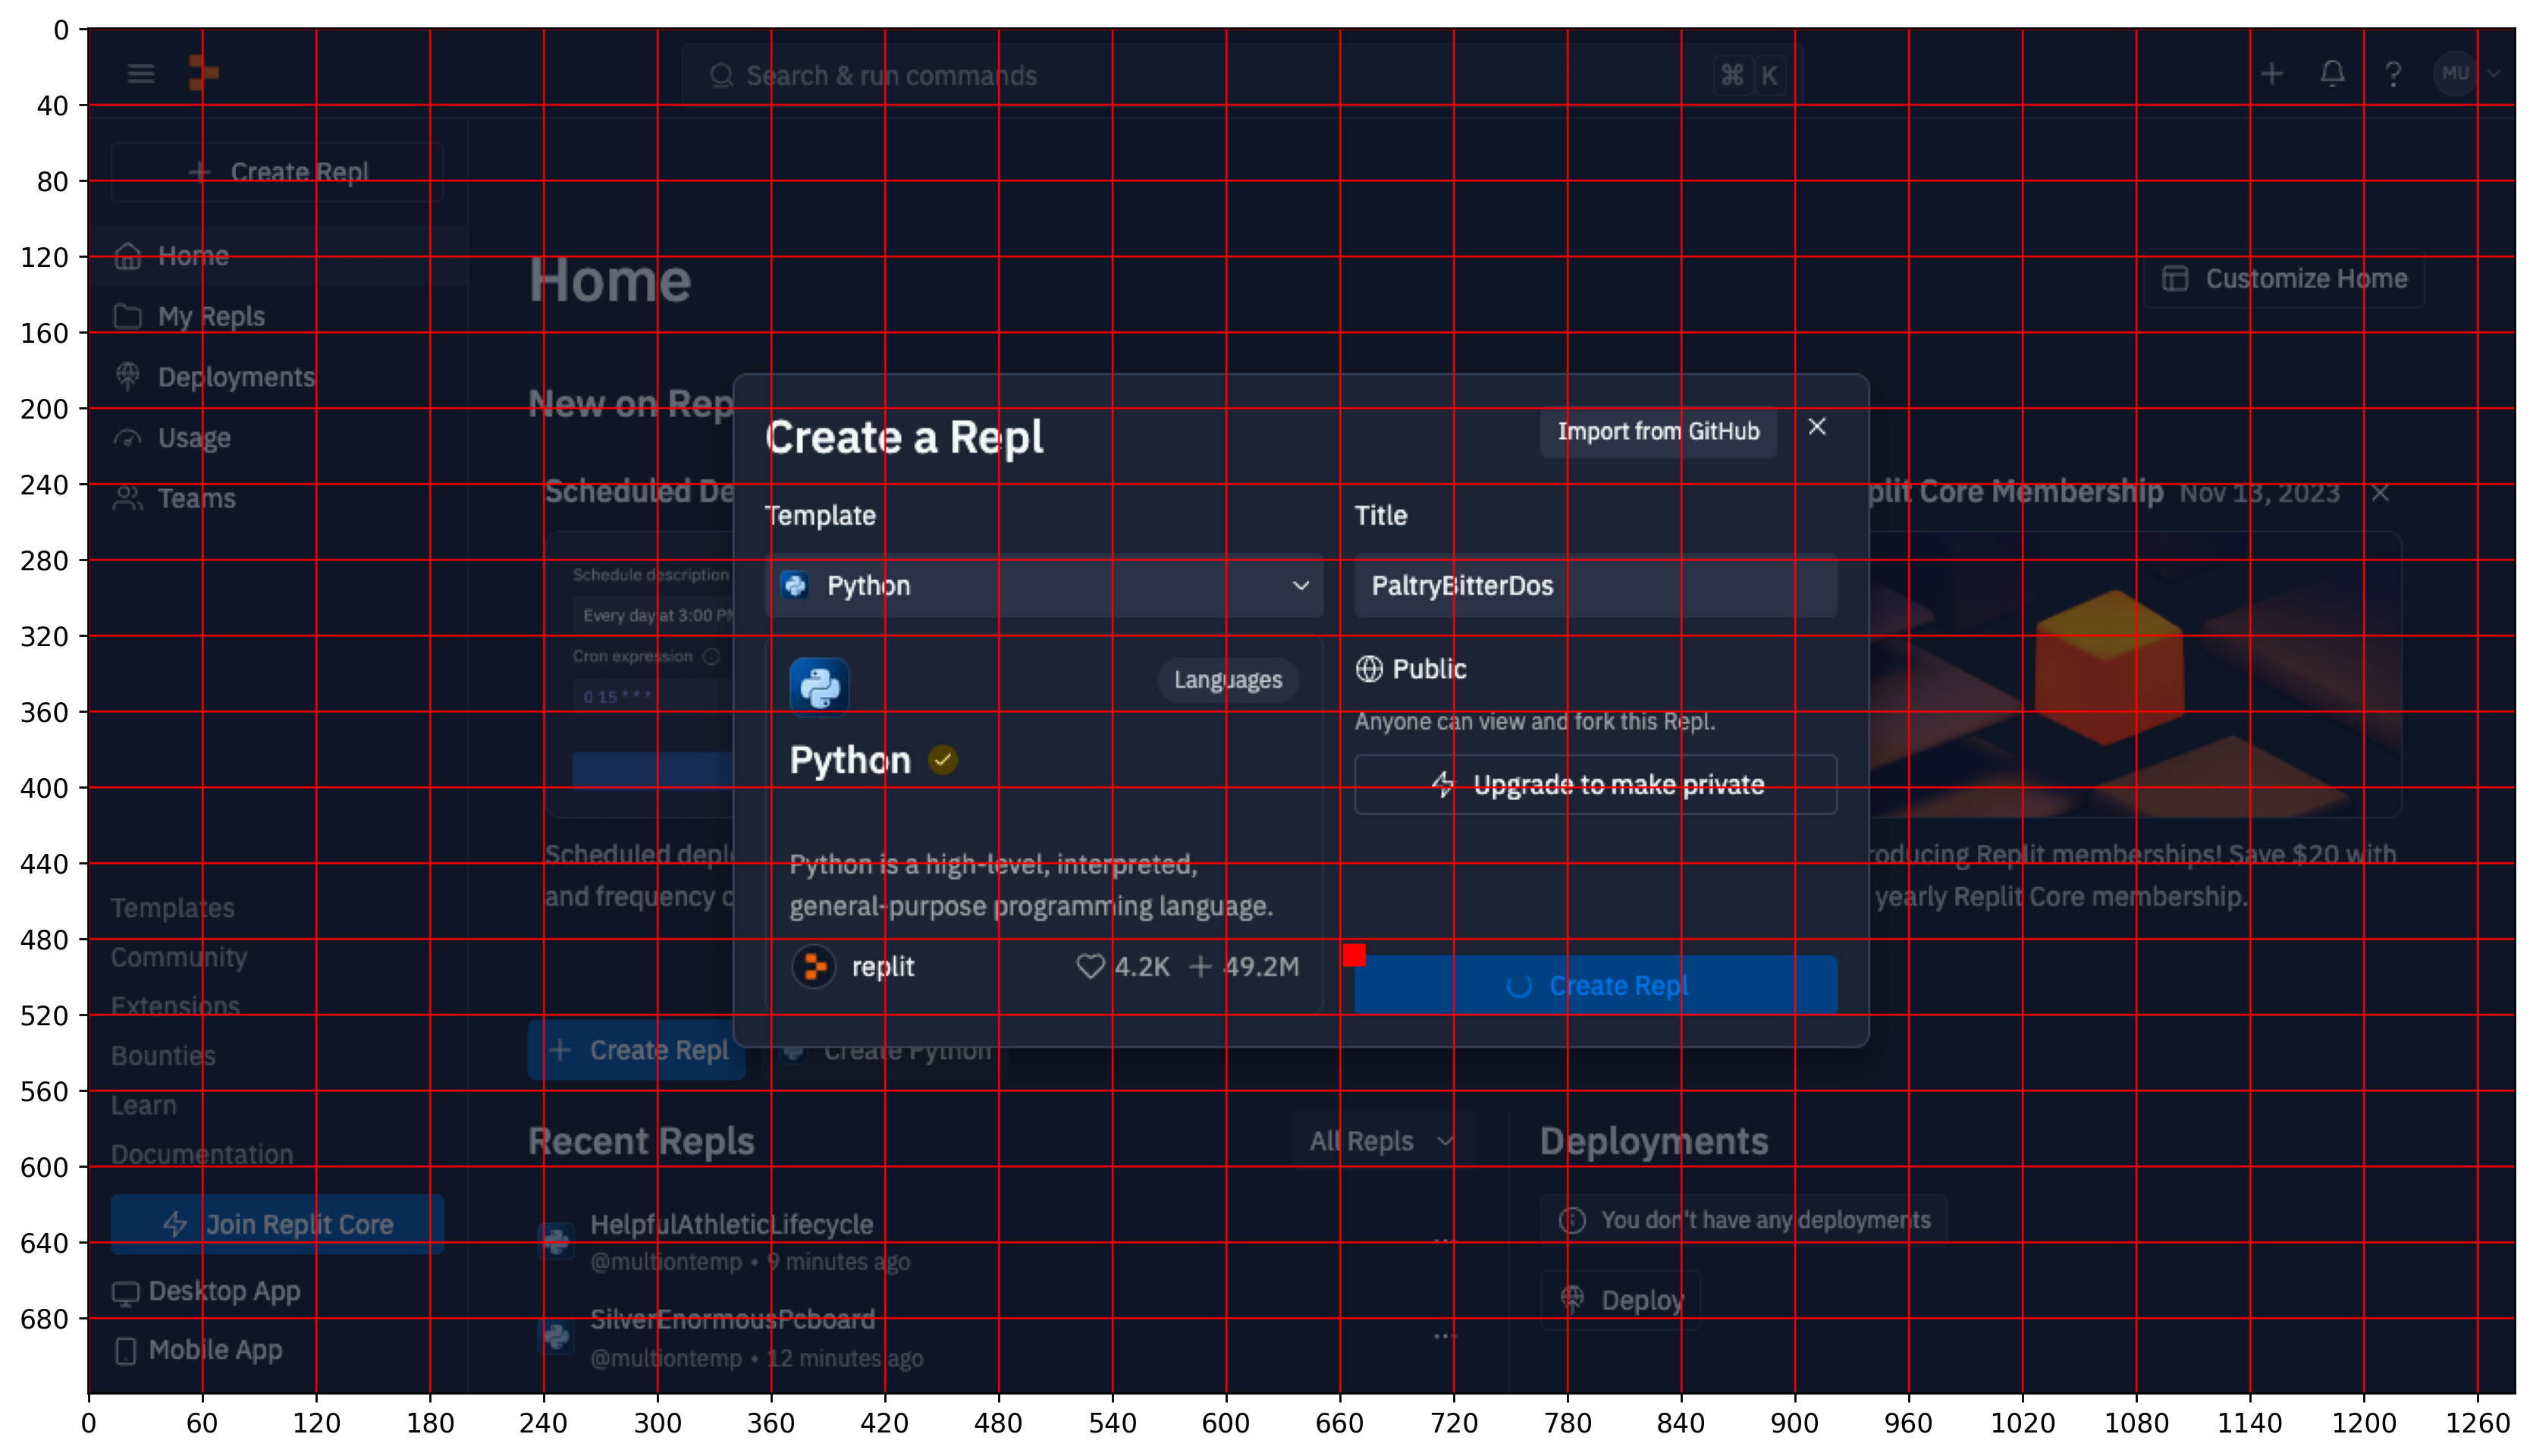 Search & run commands
⌘ K
MU
Create Repl
Home
My Repls
Deployments
Usage
Teams
Templates
Community
Extensions
Bounties
Learn
Documentation
Join Replit Core
Desktop App
Mobile App
Home
Customize Home
New on Rep
Scheduled De
Schedule description
Every day at 3:00 PM
Cron expression
0 15 * * *
Scheduled depl
and frequency
plit Core Membership Nov 13, 2023
roducing Replit memberships! Save $20 with
yearly Replit Core membership.
Create a Repl
Import from GitHub
Template
Python
Languages
Python
Python is a high-level, interpreted,
general-purpose programming language.
replit
4.2K
49.2M
Title
PaltryBitterDos
Public
Anyone can view and fork this Repl.
Upgrade to make private
Create Repl
Create Repl
Create Python
Recent Repls
All Repls
HelpfulAthleticLifecycle
@multiontemp • 9 minutes ago
SilverEnormousPcboard
@multiontemp • 12 minutes ago
Deployments
You don't have any deployments
Deploy
0
40
80
120
160
200
240
280
320
360
400
440
480
520
560
600
640
680
0 60 120 180 240 300 360 420 480 540 600 660 720 780 840 900 960 1020 1080 1140 1200 1260